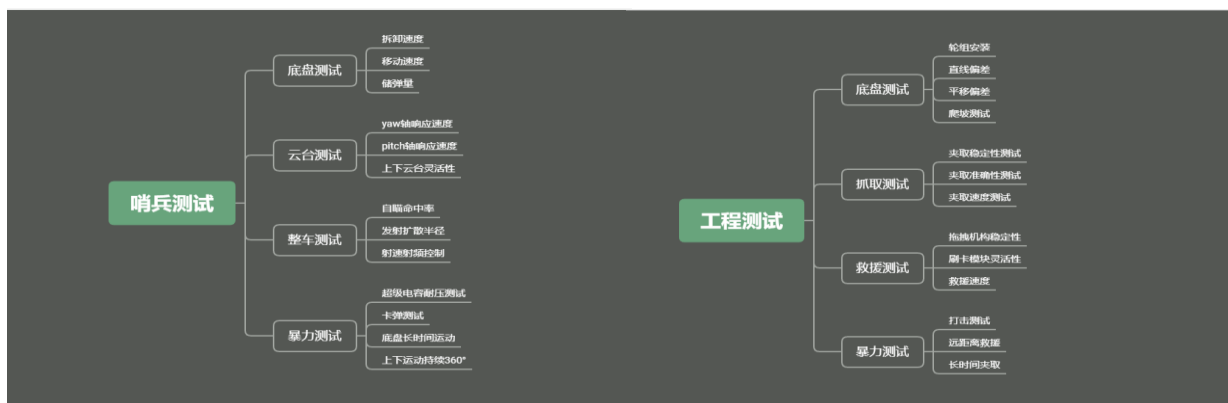 哨兵测试
底盘测试
拆卸速度
移动速度
储弹量
云台测试
yaw轴响应速度
pitch轴响应速度
上下云台灵活性
整车测试
自瞄命中率
发射扩散半径
射速射频控制
暴力测试
超级电容耐压测试
卡弹测试
底盘长时间运动
上下运动持续360°
工程测试
底盘测试
轮组安装
直线偏差
平移偏差
爬坡测试
抓取测试
夹取稳定性测试
夹取准确性测试
夹取速度测试
救援测试
拖拽机构稳定性
刷卡模块灵活性
救援速度
暴力测试
打击测试
远距离救援
长时间夹取